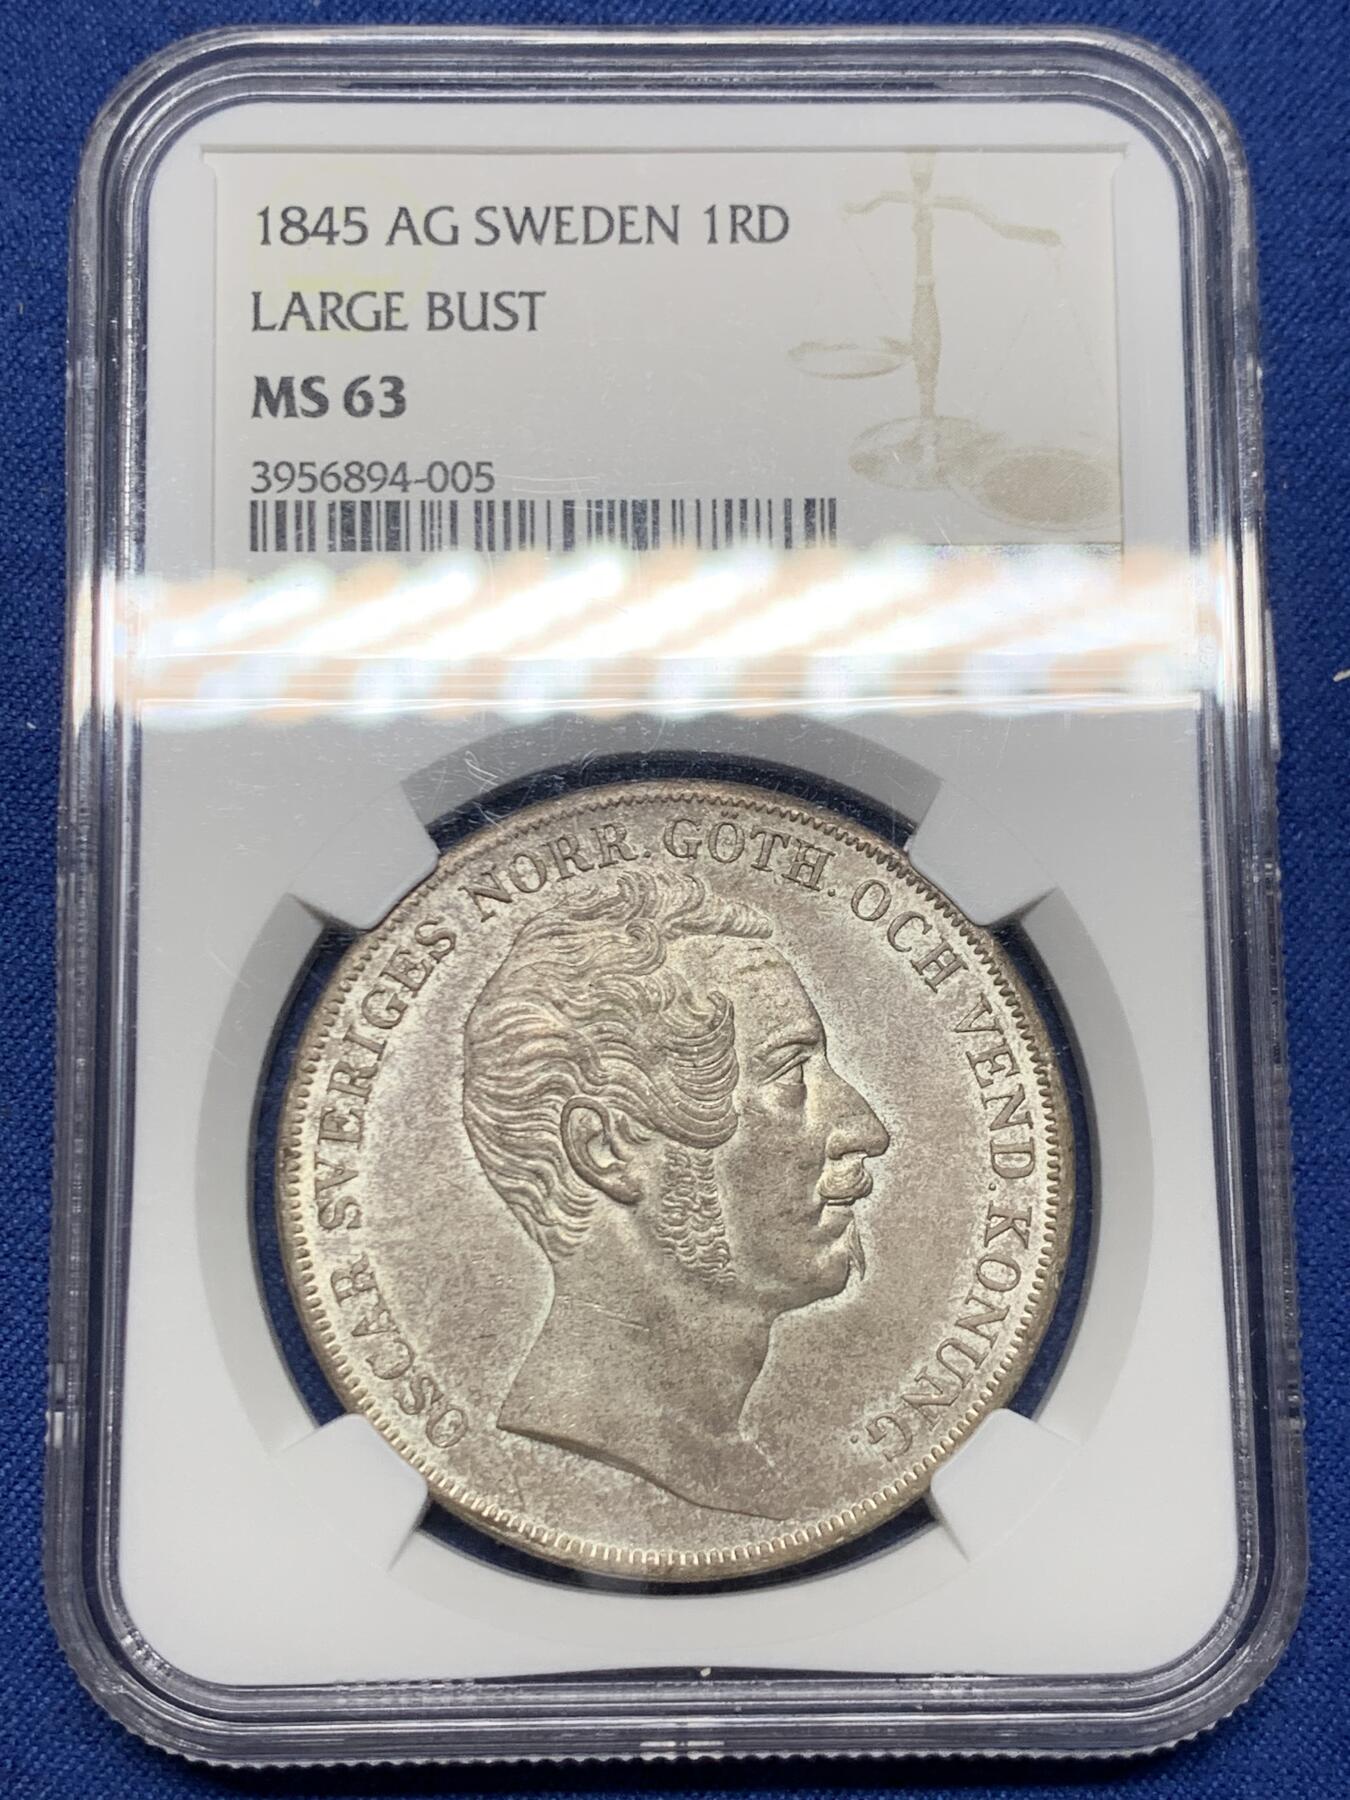 1845 AG SWEDEN 1RD
LARGE BUST
MS 63
3956894-005
OSCAR SVERIGES NORR. GÖTH. OCH VEND. KONUNG.